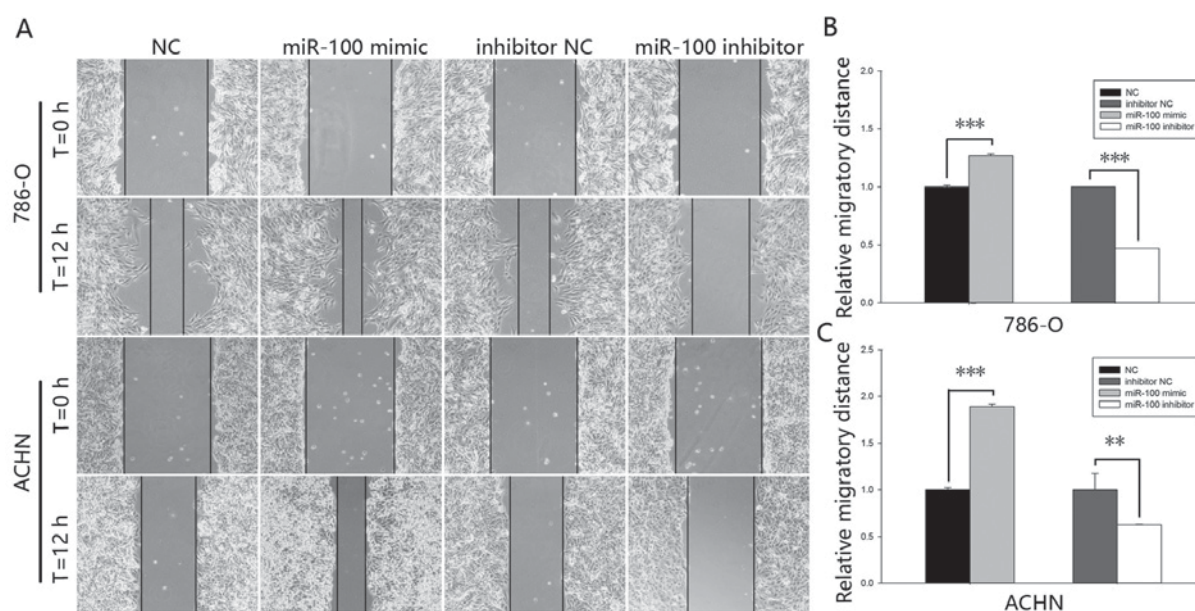 A
NC miR-100 mimic inhibitor NC miR-100 inhibitor
786-O
T=0 h
T=12 h
ACHN
T=0 h
T=12 h
B
Relative migratory distance
2.0
1.5
1.0
0.5
0.0
NC
inhibitor NC
miR-100 mimic
miR-100 inhibitor
***
***
786-O
C
Relative migratory distance
2.5
2.0
1.5
1.0
0.5
0.0
NC
inhibitor NC
miR-100 mimic
miR-100 inhibitor
***
**
ACHN